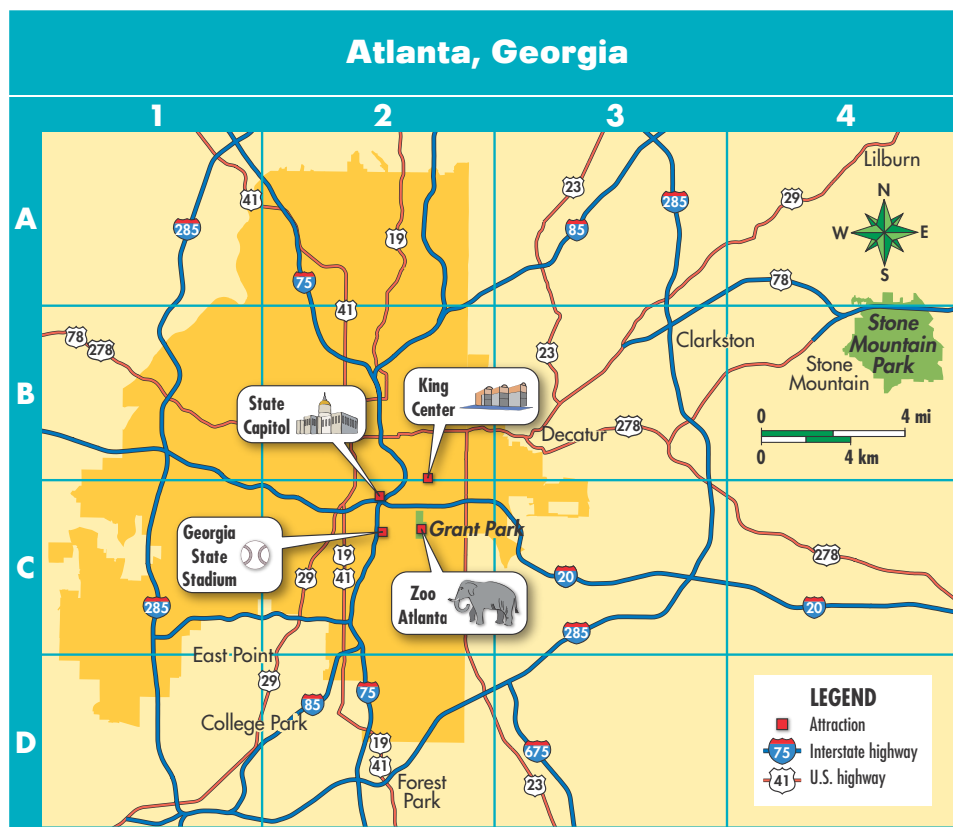 Atlanta, Georgia
1 2 3 4
A
Lilburn
41
23
29
285
285
N
85
W E
19
S
75
78
41
B
78
278
23
Clarkston
Stone
Mountain
Park
Stone
Mountain
State
Capitol
King
Center
0 4 mi
278
Decatur
0 4 km
C
Georgia
State
Stadium
Grant Park
19
278
29
41
20
Zoo
Atlanta
285
20
285
East Point
D
29
75
85
College Park
LEGEND
Attraction
75 Interstate highway
41 U.S. highway
19
675
41
Forest
Park
23